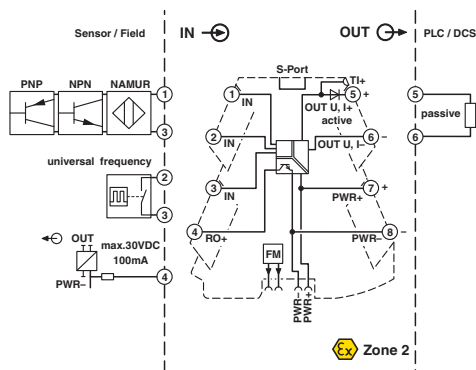 Sensor / Field
IN
OUT
PLC / DCS
S-Port
TI+
PNP
NPN
NAMUR
1
3
1
IN
5
+
OUT U, I+
active
5
6
passive
2
IN
6
–
OUT U, I–
universal frequency
2
3
3
IN
7
+
PWR+
4
RO+
8
–
PWR–
OUT
max.30VDC
100mA
PWR–
4
FM
PWR–
PWR+
Ex
Zone 2